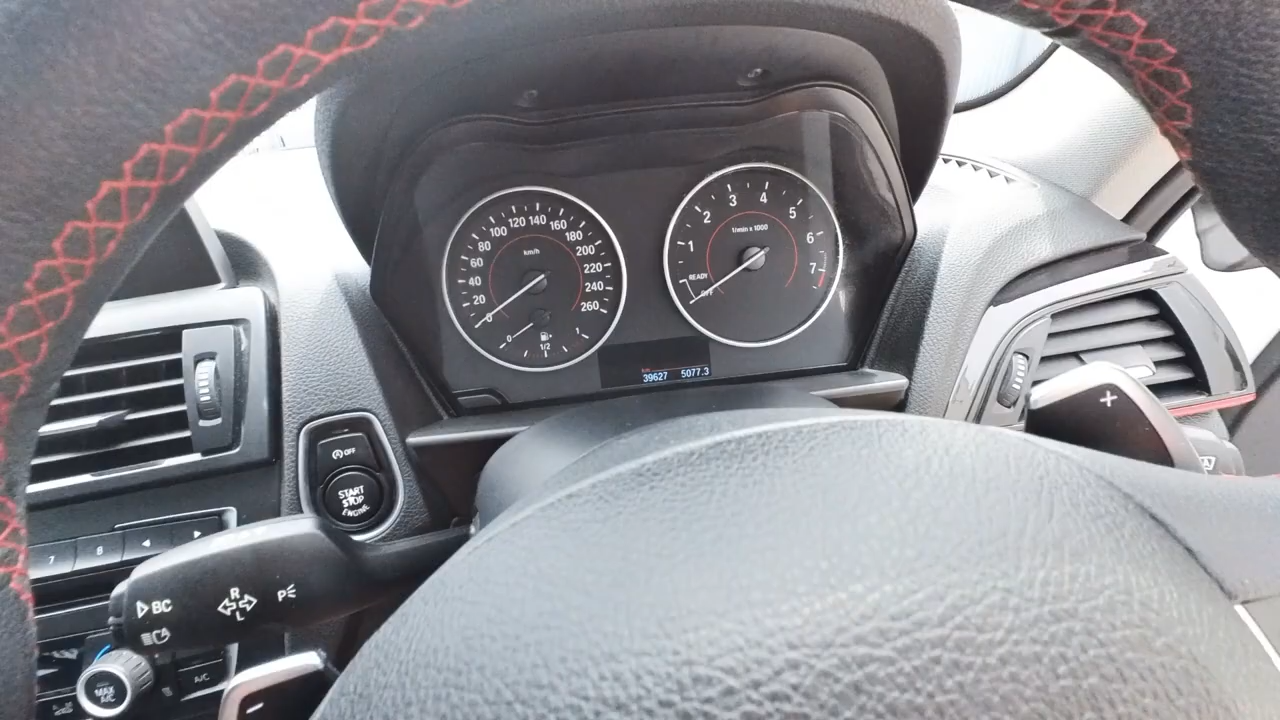 km/h
0 20 40 60 80 100 120 140 160 180 200 220 240 260
0 1/2 1
1/min x 1000
OFF READY 1 2 3 4 5 6 7
km
39627 5077.3
OFF
START
STOP
ENGINE
7 8
BC
R
L
P
MAX
A/C
A/C
+
-
A